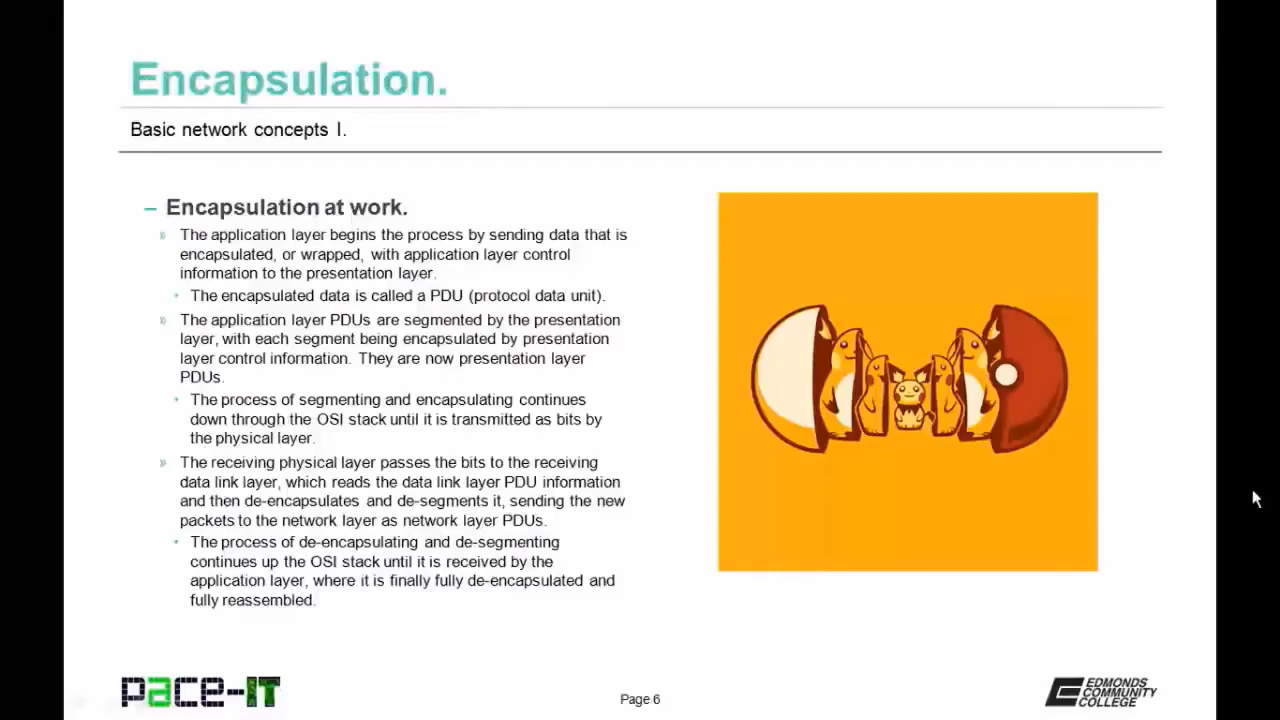 Encapsulation.
Basic network concepts I.
– Encapsulation at work.
» The application layer begins the process by sending data that is
encapsulated, or wrapped, with application layer control
information to the presentation layer.
• The encapsulated data is called a PDU (protocol data unit).
» The application layer PDUs are segmented by the presentation
layer, with each segment being encapsulated by presentation
layer control information. They are now presentation layer
PDUs.
• The process of segmenting and encapsulating continues
down through the OSI stack until it is transmitted as bits by
the physical layer.
» The receiving physical layer passes the bits to the receiving
data link layer, which reads the data link layer PDU information
and then de-encapsulates and de-segments it, sending the new
packets to the network layer as network layer PDUs.
• The process of de-encapsulating and de-segmenting
continues up the OSI stack until it is received by the
application layer, where it is finally fully de-encapsulated and
fully reassembled.
pace-IT
Page 6
EDMONDS
COMMUNITY
COLLEGE